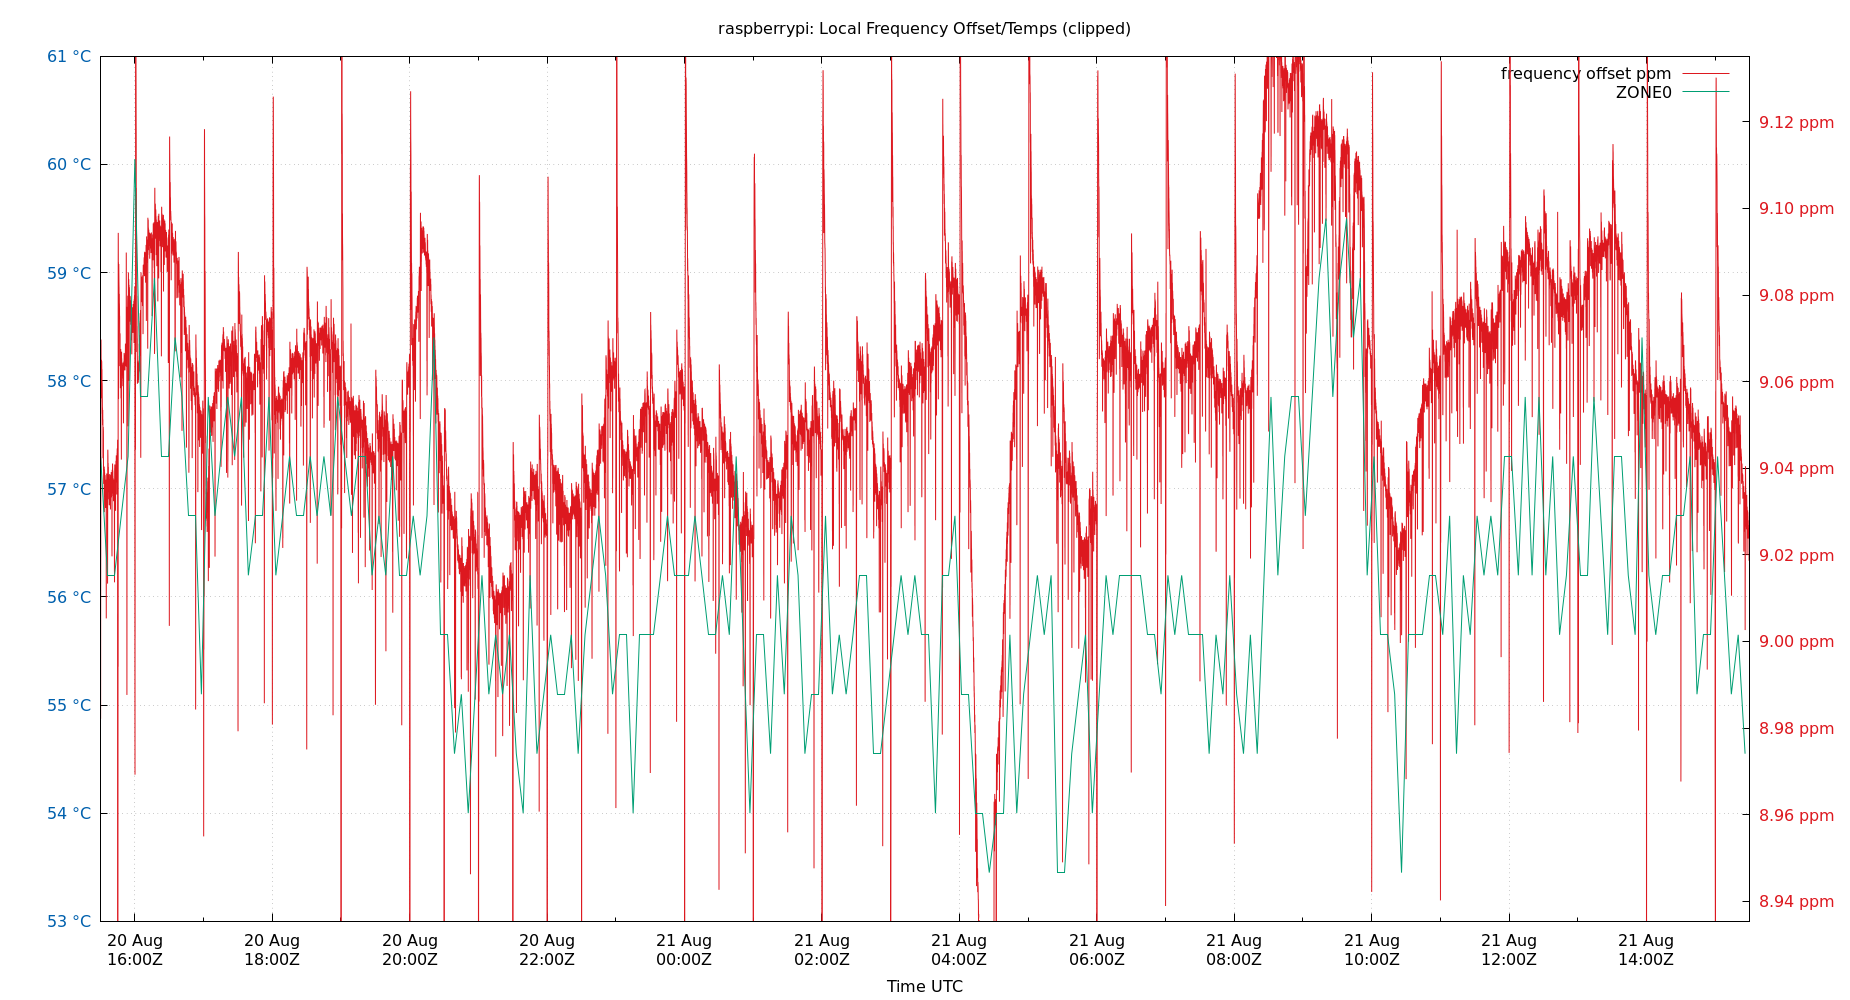 raspberrypi: Local Frequency Offset/Temps (clipped)
61 °C
60 °C
59 °C
58 °C
57 °C
56 °C
55 °C
54 °C
53 °C
frequency offset ppm
ZONE0
9.12 ppm
9.10 ppm
9.08 ppm
9.06 ppm
9.04 ppm
9.02 ppm
9.00 ppm
8.98 ppm
8.96 ppm
8.94 ppm
20 Aug 20 Aug 20 Aug 20 Aug 21 Aug 21 Aug 21 Aug 21 Aug 21 Aug 21 Aug 21 Aug 21 Aug
16:00Z 18:00Z 20:00Z 22:00Z 00:00Z 02:00Z 04:00Z 06:00Z 08:00Z 10:00Z 12:00Z 14:00Z
Time UTC